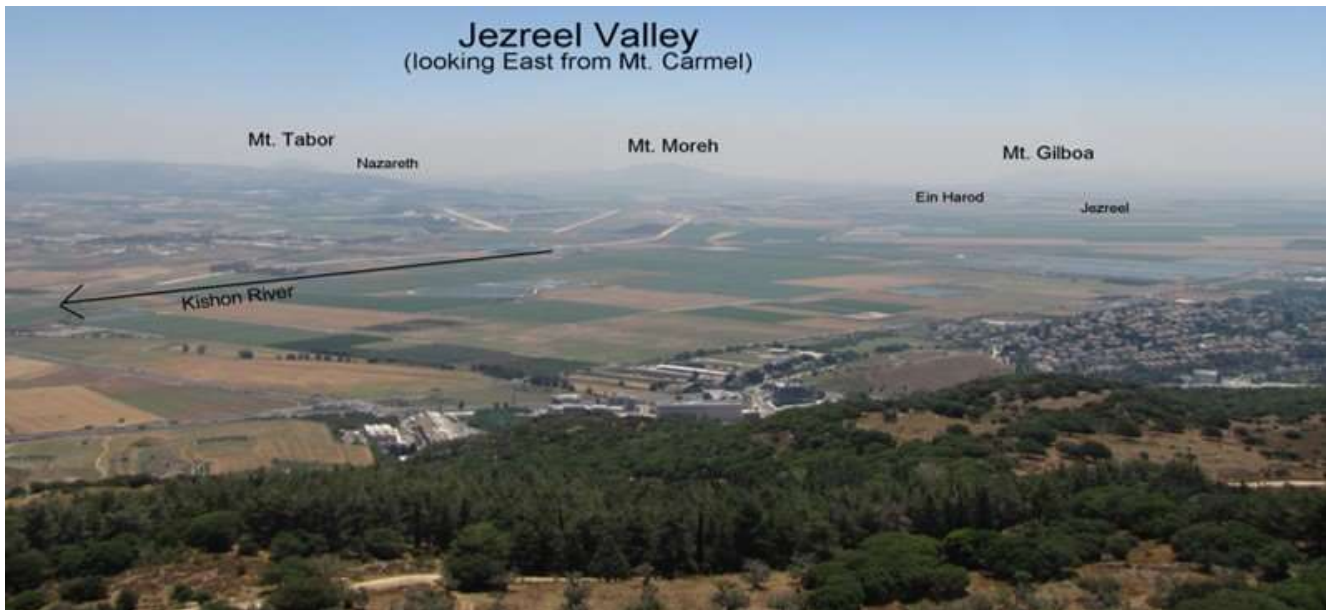 Jezreel Valley
(looking East from Mt. Carmel)
Mt. Tabor
Mt. Moreh
Mt. Gilboa
Nazareth
Ein Harod
Jezreel
Kishon River